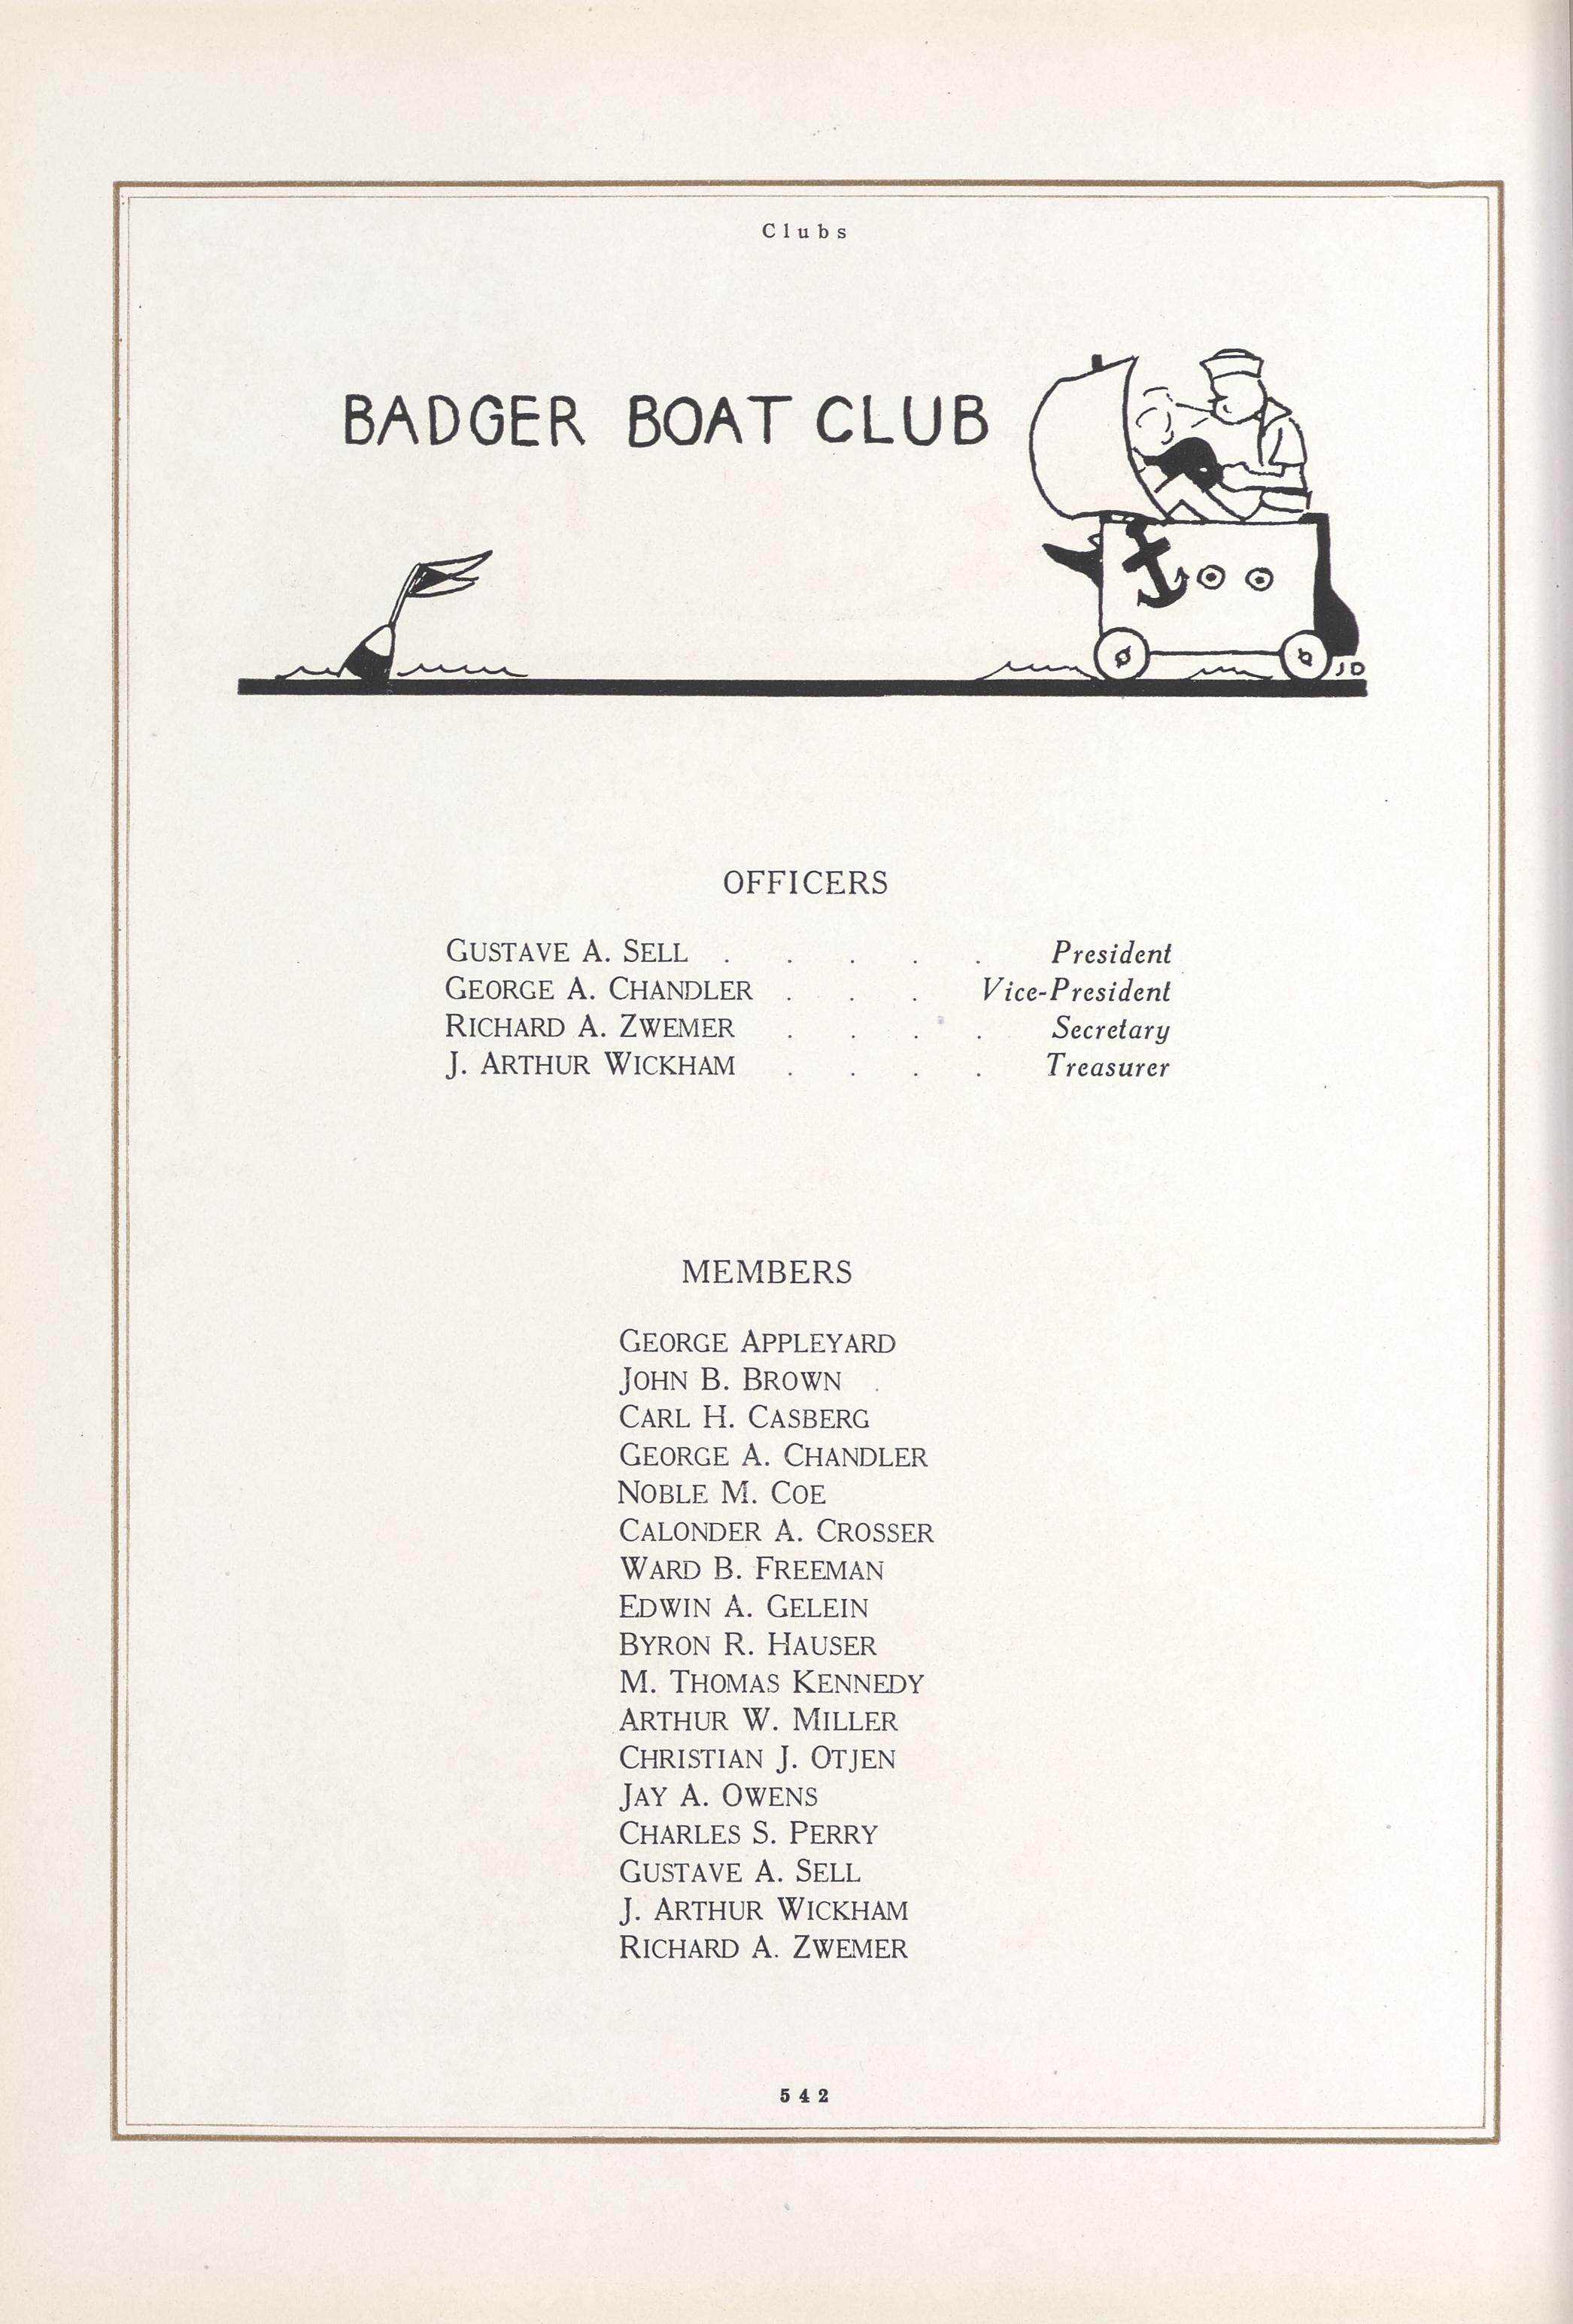 Clubs
BADGER BOAT CLUB
JD
OFFICERS
GUSTAVE A. SELL . . . . . President
GEORGE A. CHANDLER . . . Vice-President
RICHARD A. ZWEMER . . . . Secretary
J. ARTHUR WICKHAM . . . . Treasurer
MEMBERS
GEORGE APPLEYARD
JOHN B. BROWN
CARL H. CASBERG
GEORGE A. CHANDLER
NOBLE M. COE
CALONDER A. CROSSER
WARD B. FREEMAN
EDWIN A. GELEIN
BYRON R. HAUSER
M. THOMAS KENNEDY
ARTHUR W. MILLER
CHRISTIAN J. OTJEN
JAY A. OWENS
CHARLES S. PERRY
GUSTAVE A. SELL
J. ARTHUR WICKHAM
RICHARD A. ZWEMER
542